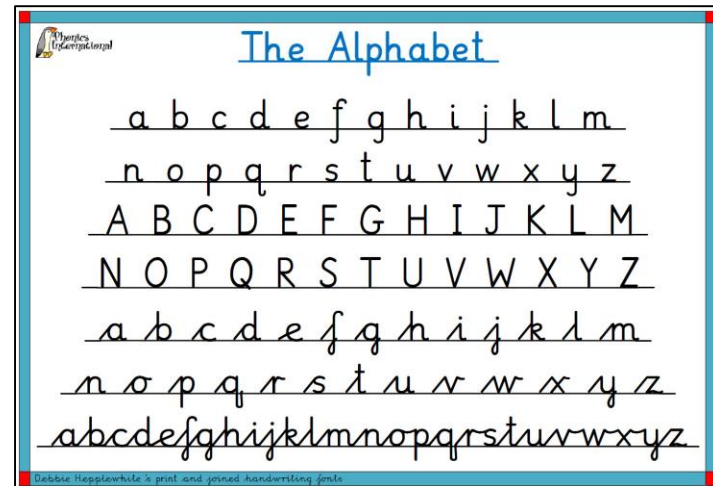 Phonics
International
The Alphabet
a b c d e f g h i j k l m
n o p q r s t u v w x y z
A B C D E F G H I J K L M
N O P Q R S T U V W X Y Z
a b c d e f g h i j k l m
n o p q r s t u v w x y z
abcdefghijklmnopqrstuvwxyz
Debbie Hepplewhite's print and joined handwriting fonts